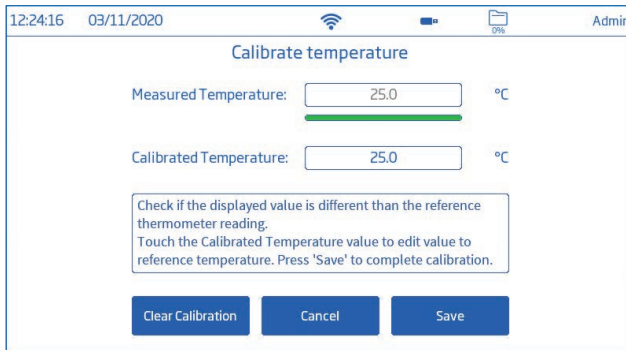 12:24:16 03/11/2020 0% Admin
Calibrate temperature
Measured Temperature: 25.0 °C
Calibrated Temperature: 25.0 °C
Check if the displayed value is different than the reference
thermometer reading.
Touch the Calibrated Temperature value to edit value to
reference temperature. Press 'Save' to complete calibration.
Clear Calibration Cancel Save